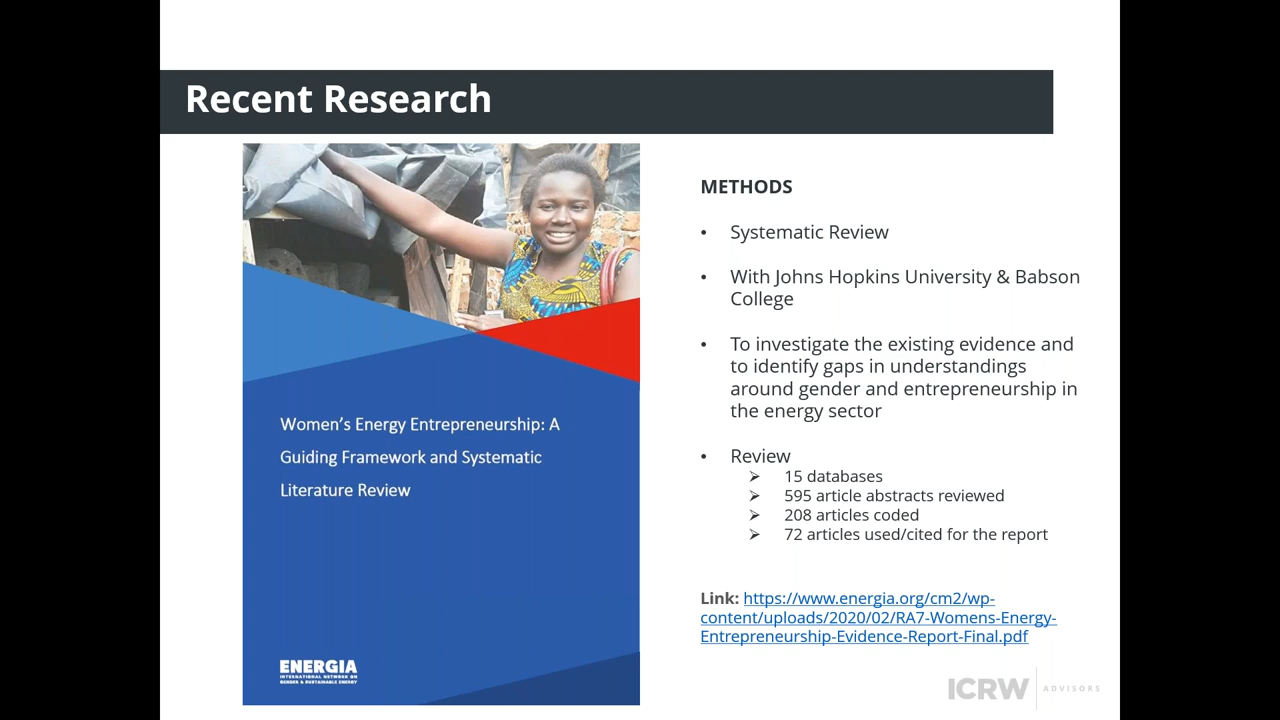 Recent Research
Women's Energy Entrepreneurship: A
Guiding Framework and Systematic
Literature Review
ENERGIA
INTERNATIONAL NETWORK ON
GENDER & SUSTAINABLE ENERGY
METHODS
• Systematic Review
• With Johns Hopkins University & Babson
College
• To investigate the existing evidence and
to identify gaps in understandings
around gender and entrepreneurship in
the energy sector
• Review
➢ 15 databases
➢ 595 article abstracts reviewed
➢ 208 articles coded
➢ 72 articles used/cited for the report
Link: https://www.energia.org/cm2/wp-
content/uploads/2020/02/RA7-Womens-Energy-
Entrepreneurship-Evidence-Report-Final.pdf
ICRW ADVISORS